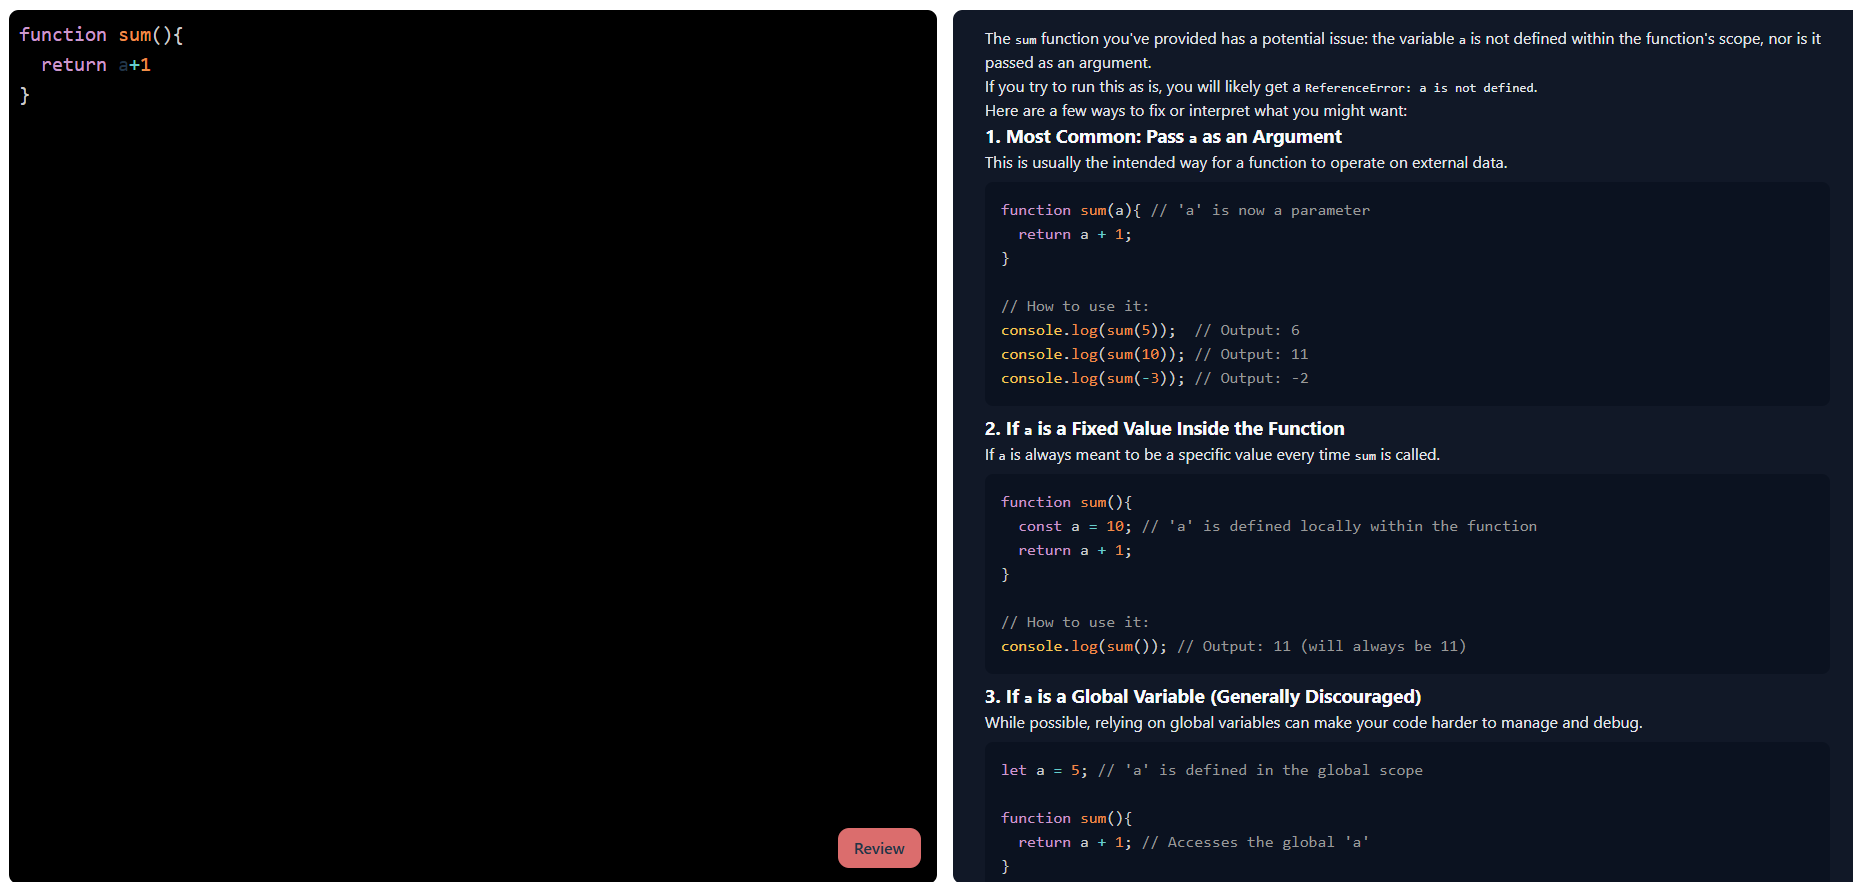 function sum(){
  return a+1
}
Review
The sum function you've provided has a potential issue: the variable a is not defined within the function's scope, nor is it
passed as an argument.
If you try to run this as is, you will likely get a ReferenceError: a is not defined.
Here are a few ways to fix or interpret what you might want:
1. Most Common: Pass a as an Argument
This is usually the intended way for a function to operate on external data.
function sum(a){ // 'a' is now a parameter
  return a + 1;
}
// How to use it:
console.log(sum(5));  // Output: 6
console.log(sum(10)); // Output: 11
console.log(sum(-3)); // Output: -2
2. If a is a Fixed Value Inside the Function
If a is always meant to be a specific value every time sum is called.
function sum(){
  const a = 10; // 'a' is defined locally within the function
  return a + 1;
}
// How to use it:
console.log(sum()); // Output: 11 (will always be 11)
3. If a is a Global Variable (Generally Discouraged)
While possible, relying on global variables can make your code harder to manage and debug.
let a = 5; // 'a' is defined in the global scope
function sum(){
  return a + 1; // Accesses the global 'a'
}